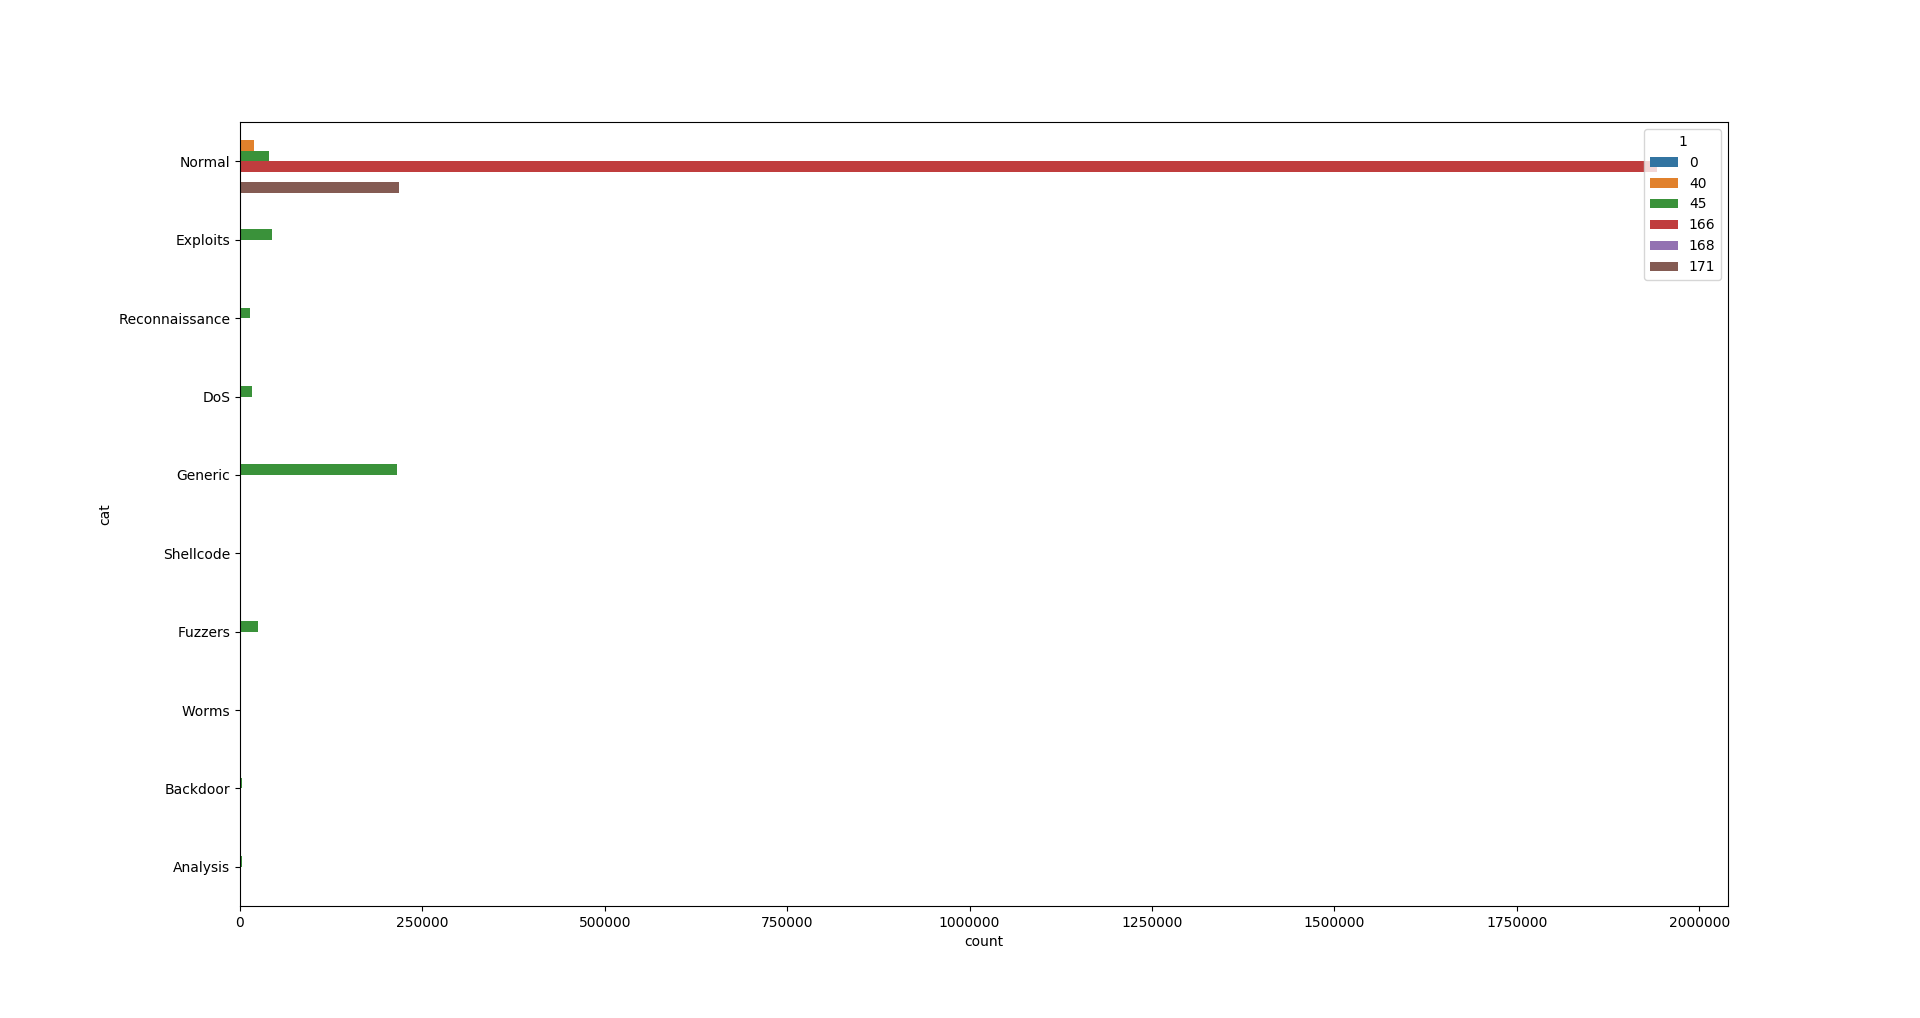 1
0
40
45
166
168
171
Normal
Exploits
Reconnaissance
DoS
Generic
Shellcode
Fuzzers
Worms
Backdoor
Analysis
cat
0 250000 500000 750000 1000000 1250000 1500000 1750000 2000000
count